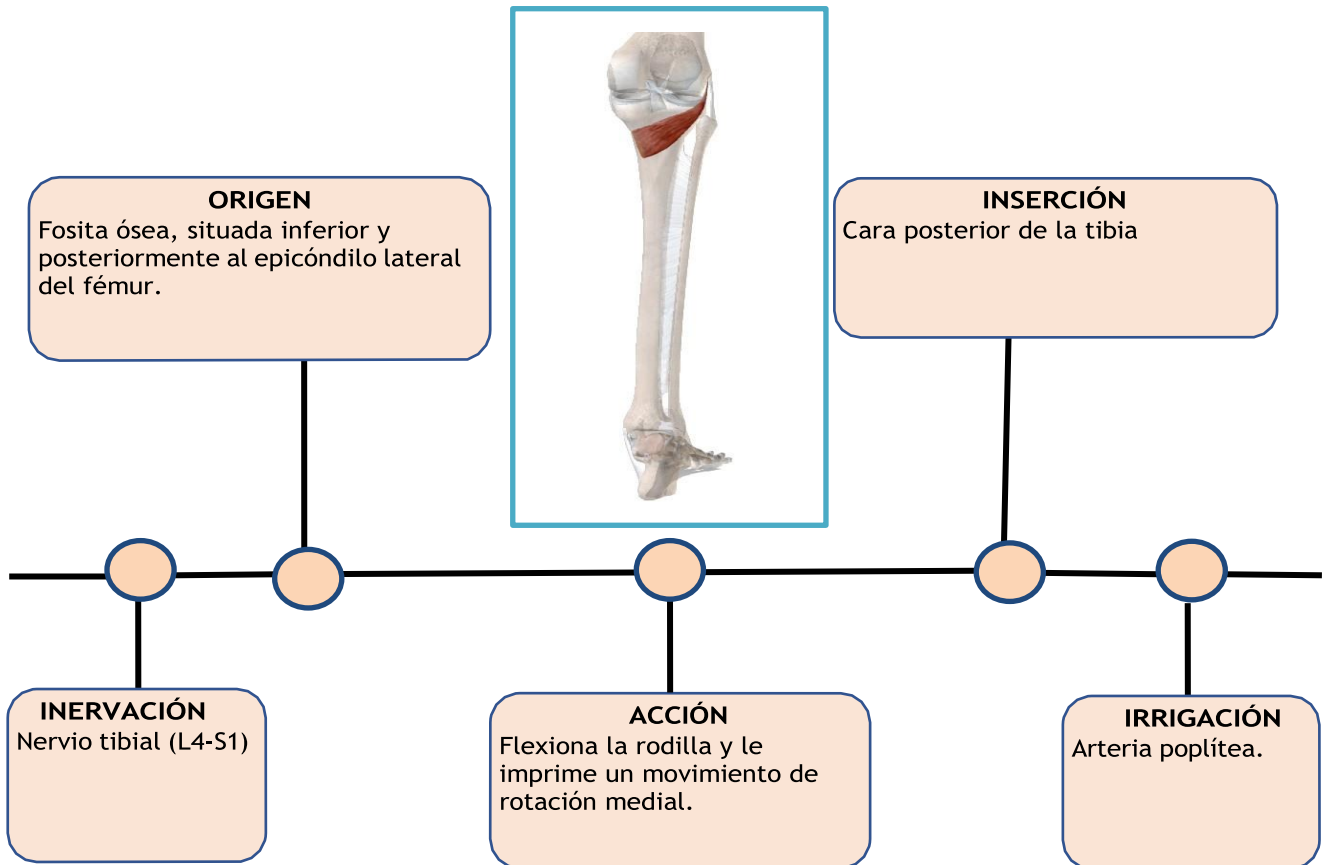 ORIGEN
Fosita ósea, situada inferior y
posteriormente al epicóndilo lateral
del fémur.
INSERCIÓN
Cara posterior de la tibia
INERVACIÓN
Nervio tibial (L4-S1)
ACCIÓN
Flexiona la rodilla y le
imprime un movimiento de
rotación medial.
IRRIGACIÓN
Arteria poplítea.